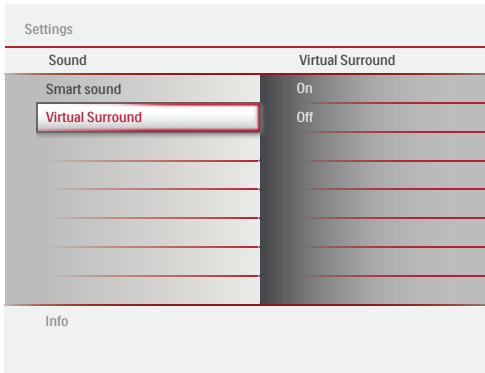 Settings
Sound Virtual Surround
Smart sound On
Virtual Surround Off
Info